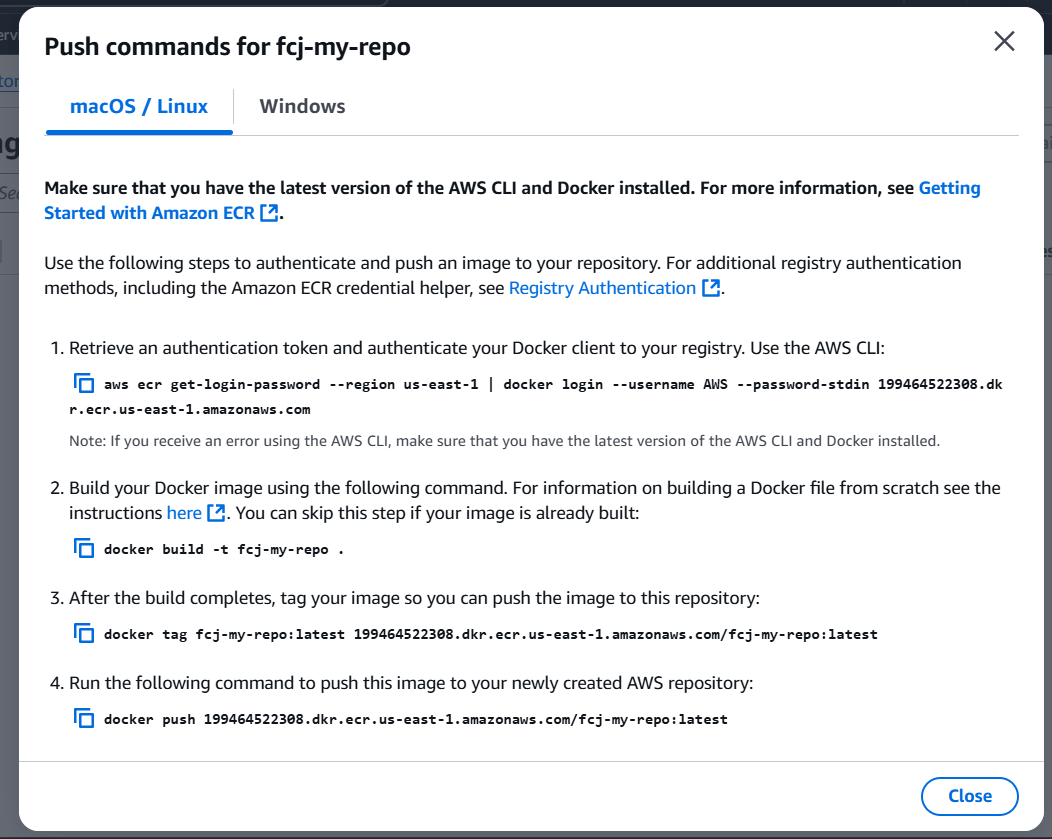 Push commands for fcj-my-repo
macOS / Linux
Windows
Make sure that you have the latest version of the AWS CLI and Docker installed. For more information, see Getting
Started with Amazon ECR.
Use the following steps to authenticate and push an image to your repository. For additional registry authentication
methods, including the Amazon ECR credential helper, see Registry Authentication.
1. Retrieve an authentication token and authenticate your Docker client to your registry. Use the AWS CLI:
aws ecr get-login-password --region us-east-1 | docker login --username AWS --password-stdin 199464522308.dk
r.ecr.us-east-1.amazonaws.com
Note: If you receive an error using the AWS CLI, make sure that you have the latest version of the AWS CLI and Docker installed.
2. Build your Docker image using the following command. For information on building a Docker file from scratch see the
instructions here. You can skip this step if your image is already built:
docker build -t fcj-my-repo .
3. After the build completes, tag your image so you can push the image to this repository:
docker tag fcj-my-repo:latest 199464522308.dkr.ecr.us-east-1.amazonaws.com/fcj-my-repo:latest
4. Run the following command to push this image to your newly created AWS repository:
docker push 199464522308.dkr.ecr.us-east-1.amazonaws.com/fcj-my-repo:latest
Close